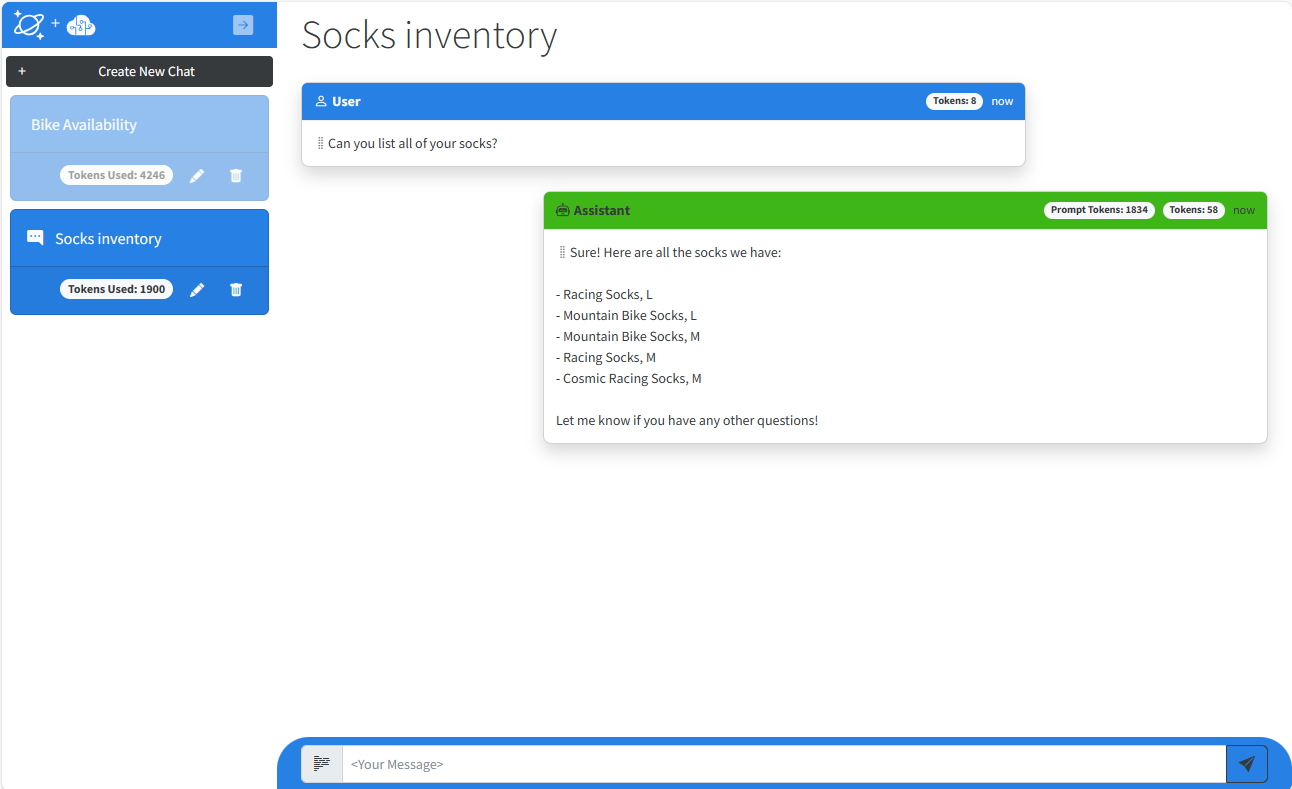 +
+ Create New Chat
Bike Availability
Tokens Used: 4246
Socks inventory
Tokens Used: 1900
Socks inventory
User Tokens: 8 now
Can you list all of your socks?
Assistant Prompt Tokens: 1834 Tokens: 58 now
Sure! Here are all the socks we have:
- Racing Socks, L
- Mountain Bike Socks, L
- Mountain Bike Socks, M
- Racing Socks, M
- Cosmic Racing Socks, M
Let me know if you have any other questions!
<Your Message>